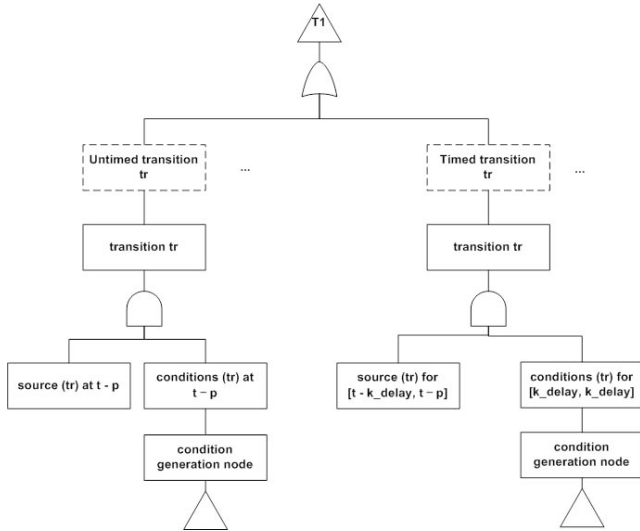 T1
Untimed transition
tr
...
Timed transition
tr
...
transition tr
transition tr
source (tr) at t - p
conditions (tr) at
t – p
source (tr) for
[t - k_delay, t – p]
conditions (tr) for
[k_delay, k_delay]
condition
generation node
condition
generation node